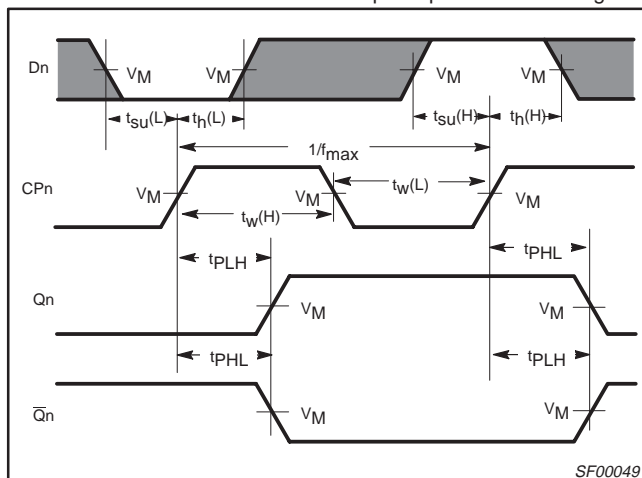 Dn
VM VM VM VM
tsu(L) th(L) tsu(H) th(H)
1/fmax
CPn
VM VM tw(L) VM
tw(H)
tPLH tPHL
Qn
VM VM
tPHL tPLH
Q̅n
VM VM
SF00049